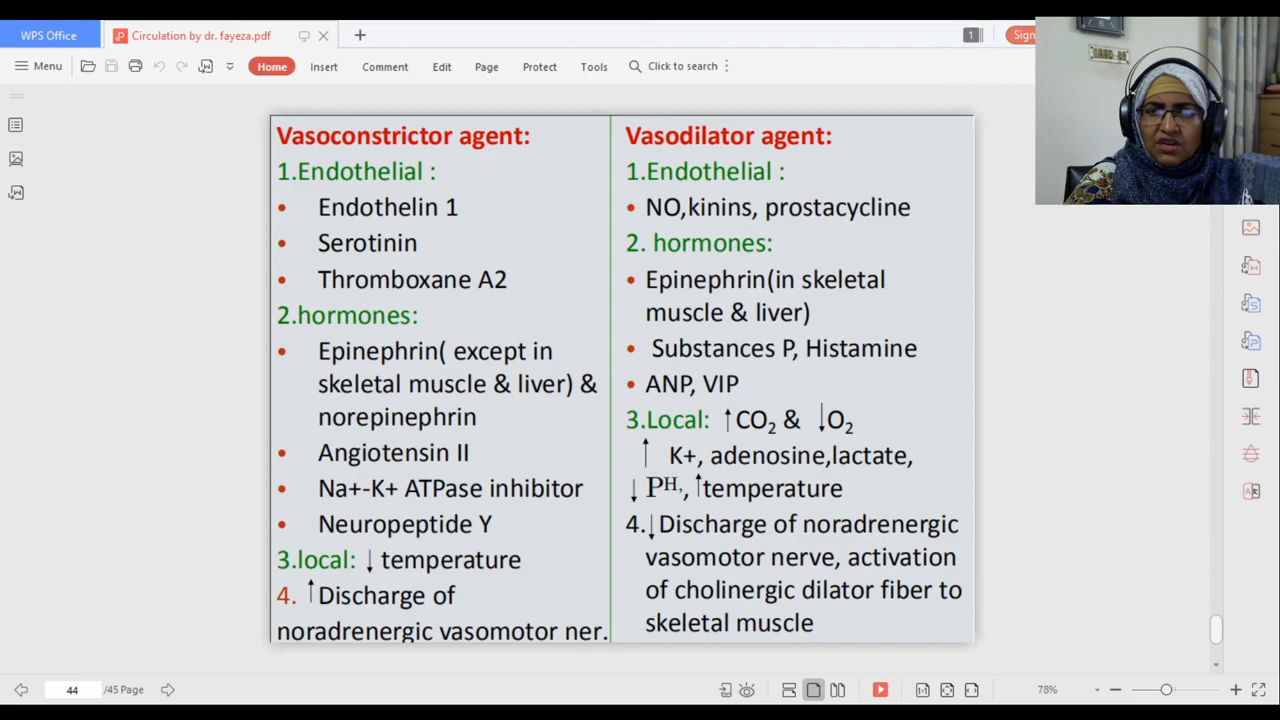 WPS Office
Circulation by dr. fayeza.pdf
1
Sign
Menu
Home
Insert
Comment
Edit
Page
Protect
Tools
Click to search
Vasoconstrictor agent:
1.Endothelial :
• Endothelin 1
• Serotinin
• Thromboxane A2
2.hormones:
• Epinephrin( except in
skeletal muscle & liver) &
norepinephrin
• Angiotensin II
• Na+-K+ ATPase inhibitor
• Neuropeptide Y
3.local: ↓ temperature
4. ↑Discharge of
noradrenergic vasomotor ner.
Vasodilator agent:
1.Endothelial :
• NO,kinins, prostacycline
2. hormones:
• Epinephrin(in skeletal
muscle & liver)
• Substances P, Histamine
• ANP, VIP
3.Local: ↑CO₂ & ↓O₂
↑ K+, adenosine,lactate,
↓ Pᴴ, ↑temperature
4.↓Discharge of noradrenergic
vasomotor nerve, activation
of cholinergic dilator fiber to
skeletal muscle
44 /45 Page
78%